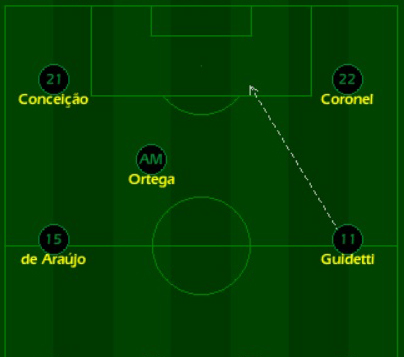 21 22
Conceição Coronel
AM
Ortega
15 11
de Araújo Guidetti